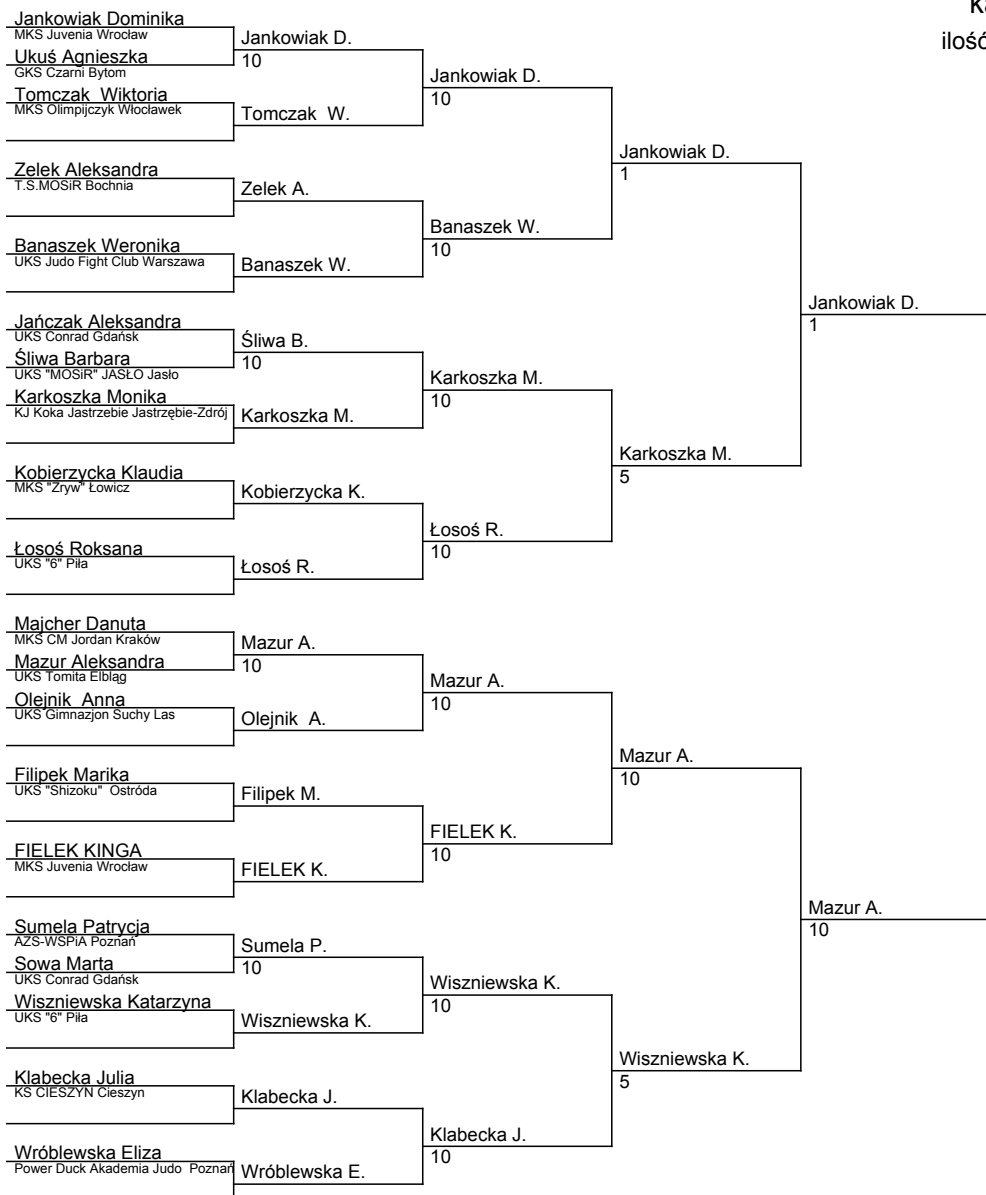 ka
ilość
Jankowiak Dominika
MKS Juvenia Wrocław
Ukuś Agnieszka
GKS Czarni Bytom
Tomczak  Wiktoria
MKS Olimpijczyk Włocławek
Zelek Aleksandra
T.S.MOSiR Bochnia
Banaszek Weronika
UKS Judo Fight Club Warszawa
Jańczak Aleksandra
UKS Conrad Gdańsk
Śliwa Barbara
UKS "MOSiR" JASŁO Jasło
Karkoszka Monika
KJ Koka Jastrzebie Jastrzębie-Zdrój
Kobierzycka Klaudia
MKS "Zryw" Łowicz
Łosoś Roksana
UKS "6" Piła
Majcher Danuta
MKS CM Jordan Kraków
Mazur Aleksandra
UKS Tomita Elbląg
Olejnik  Anna
UKS Gimnazjon Suchy Las
Filipek Marika
UKS "Shizoku"  Ostróda
FIELEK KINGA
MKS Juvenia Wrocław
Sumela Patrycja
AZS-WSPiA Poznań
Sowa Marta
UKS Conrad Gdańsk
Wiszniewska Katarzyna
UKS "6" Piła
Klabecka Julia
KS CIESZYN Cieszyn
Wróblewska Eliza
Power Duck Akademia Judo  Poznań
Jankowiak D.
10
Tomczak  W.
Zelek A.
Banaszek W.
Śliwa B.
10
Karkoszka M.
Kobierzycka K.
Łosoś R.
Mazur A.
10
Olejnik  A.
Filipek M.
FIELEK K.
Sumela P.
10
Wiszniewska K.
Klabecka J.
Wróblewska E.
Jankowiak D.
10
Banaszek W.
10
Karkoszka M.
10
Łosoś R.
10
Mazur A.
10
FIELEK K.
10
Wiszniewska K.
10
Klabecka J.
10
Jankowiak D.
1
Karkoszka M.
5
Mazur A.
10
Wiszniewska K.
5
Jankowiak D.
1
Mazur A.
10